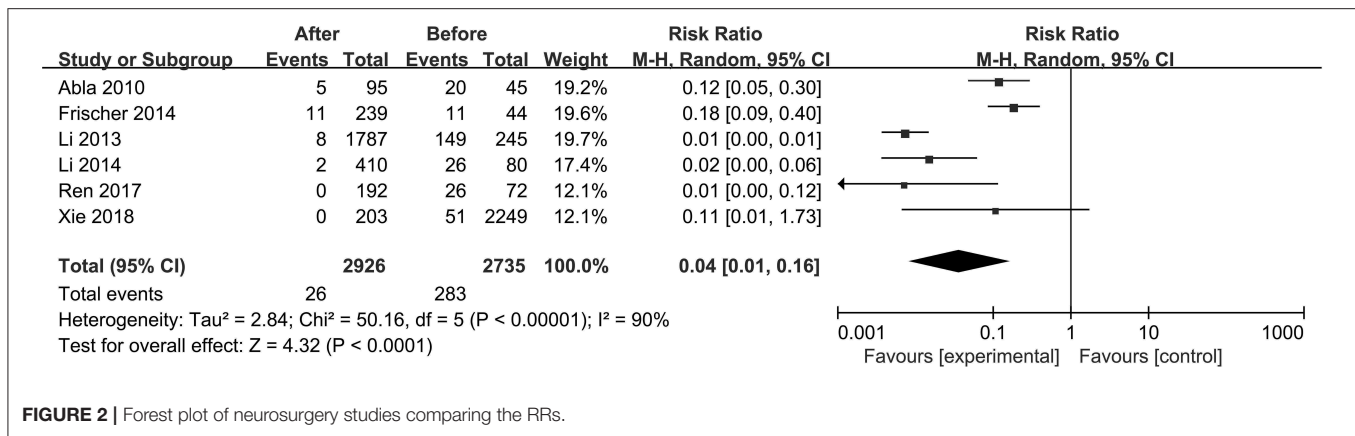 After Before Risk Ratio Risk Ratio
Study or Subgroup Events Total Events Total Weight M-H, Random, 95% CI M-H, Random, 95% CI
Abla 2010 5 95 20 45 19.2% 0.12 [0.05, 0.30]
Frischer 2014 11 239 11 44 19.6% 0.18 [0.09, 0.40]
Li 2013 8 1787 149 245 19.7% 0.01 [0.00, 0.01]
Li 2014 2 410 26 80 17.4% 0.02 [0.00, 0.06]
Ren 2017 0 192 26 72 12.1% 0.01 [0.00, 0.12]
Xie 2018 0 203 51 2249 12.1% 0.11 [0.01, 1.73]
Total (95% CI) 2926 2735 100.0% 0.04 [0.01, 0.16]
Total events 26 283
Heterogeneity: Tau² = 2.84; Chi² = 50.16, df = 5 (P < 0.00001); I² = 90%
Test for overall effect: Z = 4.32 (P < 0.0001)
0.001 0.1 1 10 1000
Favours [experimental] Favours [control]
FIGURE 2 | Forest plot of neurosurgery studies comparing the RRs.